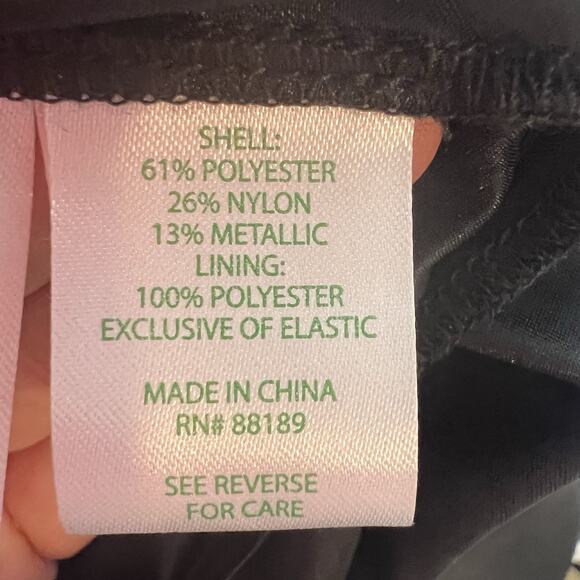 SHELL:
61% POLYESTER
26% NYLON
13% METALLIC
LINING:
100% POLYESTER
EXCLUSIVE OF ELASTIC
MADE IN CHINA
RN# 88189
SEE REVERSE
FOR CARE